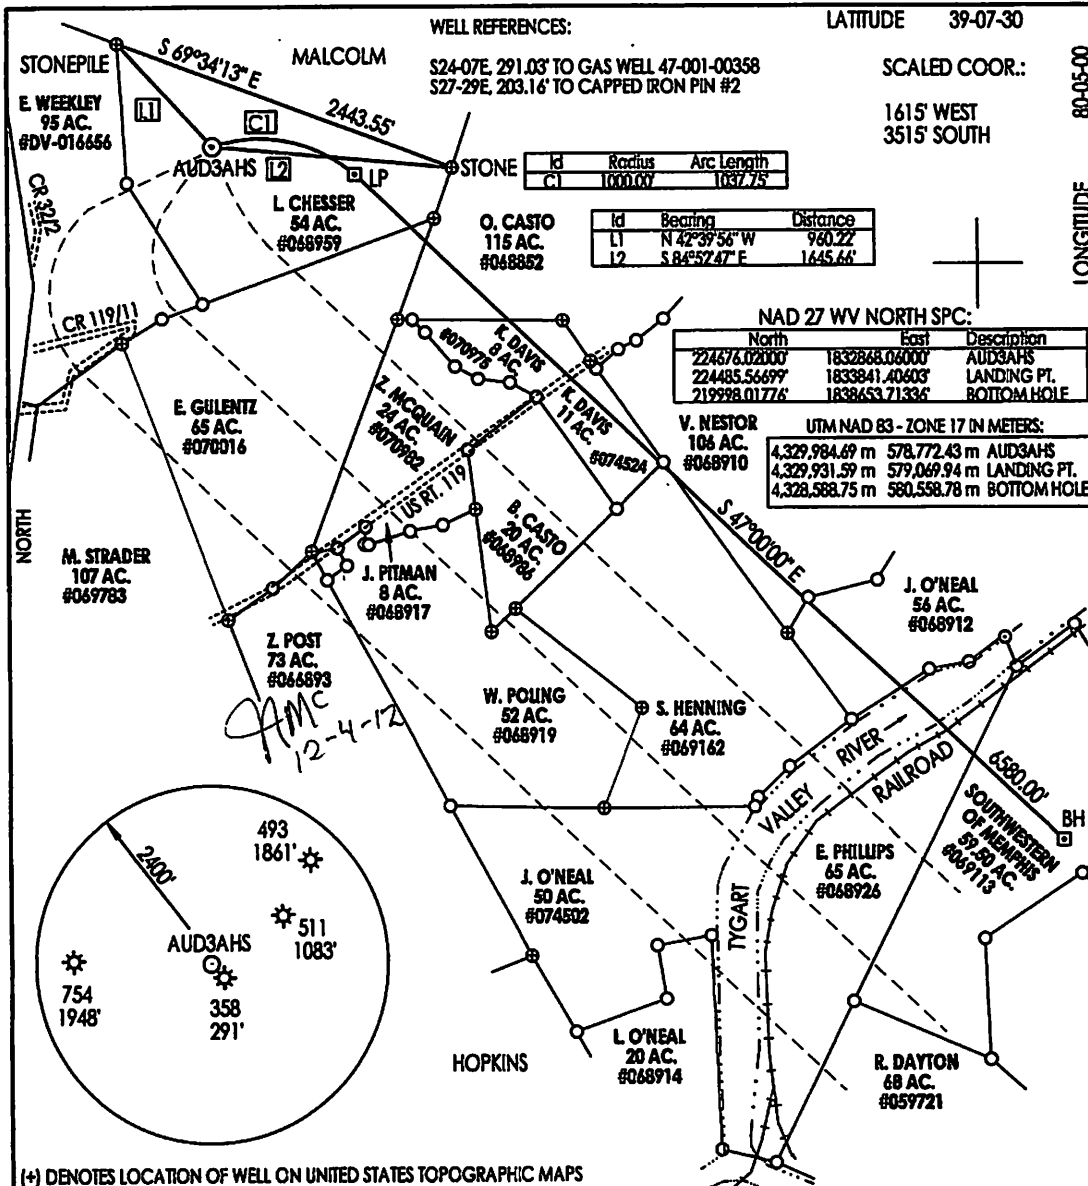 WELL REFERENCES:
S24-07E, 291.03' TO GAS WELL 47-001-00358
S27-29E, 203.16' TO CAPPED IRON PIN #2
LATITUDE 39-07-30
SCALED COOR.:
1615' WEST
3515' SOUTH
80-05-00
LONGITUDE
STONEPILE
S 69°34'13" E
2443.55'
MALCOLM
E. WEEKLEY
95 AC.
#DV-016656
L1
C1
L2
AUD3AHS
LP
STONE
Id Radius Arc Length
C1 1000.00' 1037.75'
Id Bearing Distance
L1 N 42°39'56" W 960.22'
L2 S 84°52'47" E 1645.66'
CR 32/2
L. CHESSER
54 AC.
#068959
O. CASTO
115 AC.
#068852
NAD 27 WV NORTH SPC:
North East Description
224676.02000' 1832868.06000' AUD3AHS
224485.56699' 1833841.40603' LANDING PT.
219998.01776' 1838653.71336' BOTTOM HOLE
UTM NAD 83 - ZONE 17 IN METERS:
4,329,984.69 m 578,772.43 m AUD3AHS
4,329,931.59 m 579,069.94 m LANDING PT.
4,328,588.75 m 580,558.78 m BOTTOM HOLE
CR 119/11
K. DAVIS
8 AC.
#070975
K. DAVIS
11 AC.
#074524
Z. MCQUAIN
24 AC.
#070982
E. GULENTZ
65 AC.
#070016
V. NESTOR
106 AC.
#068910
US RT. 119
B. CASTO
20 AC.
#068986
S 47°00'00" E
NORTH
M. STRADER
107 AC.
#069783
J. PITMAN
8 AC.
#068917
J. O'NEAL
56 AC.
#068912
Z. POST
73 AC.
#066893
12-4-12
W. POLING
52 AC.
#068919
S. HENNING
64 AC.
#069162
TYGART VALLEY RIVER
RAILROAD
6580.00'
BH
SOUTHWESTERN
OF MEMPHIS
59.50 AC.
#069113
E. PHILLIPS
65 AC.
#068926
J. O'NEAL
50 AC.
#074502
2400'
493
1861'
511
1083'
AUD3AHS
754
1948'
358
291'
HOPKINS
L. O'NEAL
20 AC.
#068914
R. DAYTON
68 AC.
#059721
(+) DENOTES LOCATION OF WELL ON UNITED STATES TOPOGRAPHIC MAPS